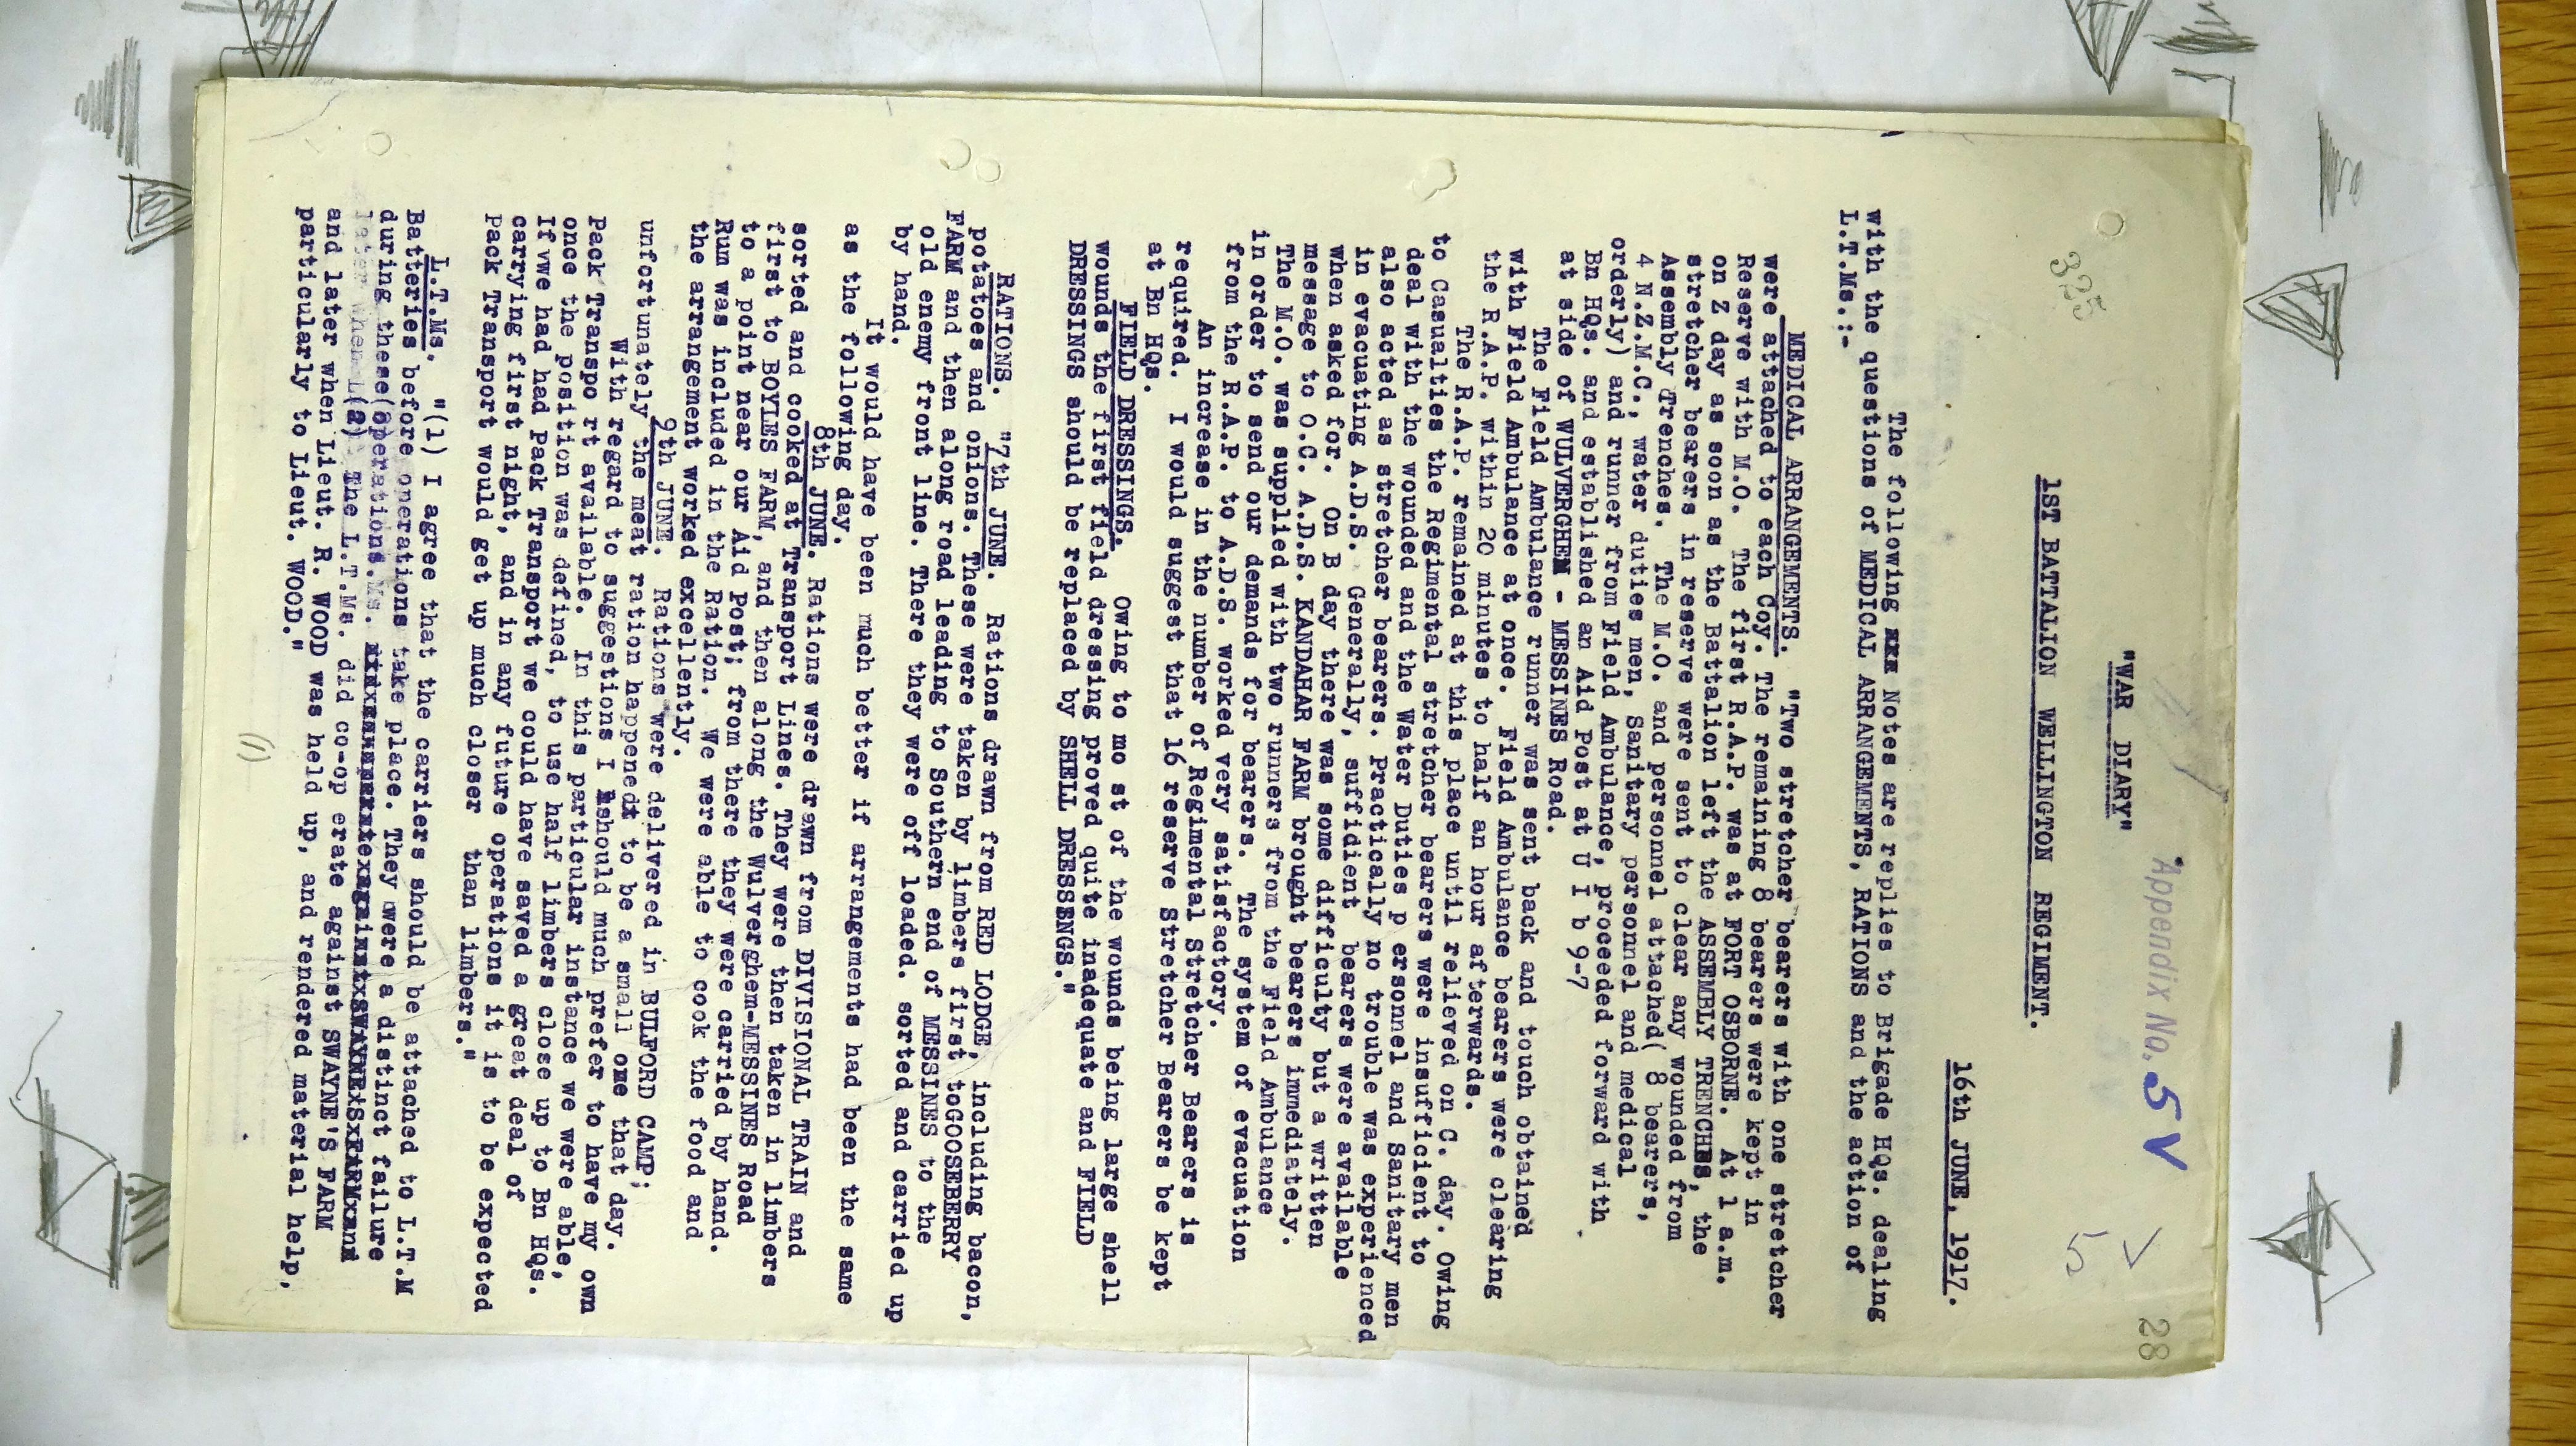 Appendix No. 5 V
28
V
5
325
"WAR DIARY"
1ST BATTALION WELLINGTON REGIMENT.
16th JUNE, 1917.
The following xxx Notes are replies to Brigade HQs. dealing
with the questions of MEDICAL ARRANGEMENTS, RATIONS and the action of
L.T.Ms.:-
MEDICAL ARRANGEMENTS. "Two stretcher bearers with one stretcher
were attached to each Coy. The remaining 8 bearers were kept in
Reserve with M.O. The first R.A.P. was at FORT OSBORNE. At 1 a.m.
on Z day as soon as the Battalion left the ASSEMBLY TRENCHES, the
stretcher bearers in reserve were sent to clear any wounded from
Assembly Trenches. The M.O. and personnel attached( 8 bearers,
4 N.Z.M.C., water duties men, Sanitary personnel and medical
orderly) and runner from Field Ambulance, proceeded forward with
Bn HQs. and established an Aid Post at U I b 9-7
at side of WULVERGHEM - MESSINES Road.
The Field Ambulance runner was sent back and touch obtained
with Field Ambulance at once. Field Ambulance bearers were clearing
the R.A.P. within 20 minutes to half an hour afterwards.
The R.A.P. remained at this place until relieved on C. day. Owing
to Casualties the Regimental stretcher bearers were insufficient to
deal with the wounded and the Water Duties p ersonnel and Sanitary men
also acted as stretcher bearers. Practically no trouble was experienced
in evacuating A.D.S. Generally, suffidient bearers were available
when asked for. On B day there was some difficulty but a written
message to O.C. A.D.S. KANDAHAR FARM brought bearers immediately.
The M.O. was supplied with two runners from the Field Ambulance
in order to send our demands for bearers. The system of evacuation
from the R.A.P. to A.D.S. worked very satisfactory.
An increase in the number of Regimental Stretcher Bearers is
required. I would suggest that 16 reserve Stretcher Bearers be kept
at Bn HQs.
FIELD DRESSINGS. Owing to mo st of the wounds being large shell
wounds the first field dressing proved quite inadequate and FIELD
DRESSINGS should be replaced by SHELL DRESSENGS."
RATIONS. "7th JUNE. Rations drawn from RED LODGE, including bacon,
potatoes and onions. These were taken by limbers first toGOOSEBERRY
FARM and then along road leading to Southern end of MESSINES to the
old enemy front line. There they were off loaded. sorted and carried up
by hand.
It would have been much better if arrangements had been the same
as the following day.
8th JUNE. Rations were drawn from DIVISIONAL TRAIN and
sorted and cooked at Transport Lines. They were then taken in limbers
first to BOYLES FARM, and then along the Wulverghem-MESSINES Road
to a point near our Aid Post; from there they were carried by hand.
Run was included in the Ration. We were able to cook the food and
the arrangement worked excellently.
9th JUNE. Rations were delivered in BULFORD CAMP;
unfortunately the meat ration happenedt to be a small one that day.
With regard to suggestions I should much prefer to have my own
Pack Transpo rt available. In this particular instance we were able,
once the position was defined, to use half limbers close up to Bn HQs.
If we had had Pack Transport we could have saved a great deal of
carrying first night, and in any future operations it is to be expected
Pack Transport would get up much closer than limbers."
L.T.Ms. "(1) I agree that the carriers should be attached to L.T.M
Batteries before operations take place. They were a distinct failure
during these operations.
(2) The L.T.Ms. did co-op erate against SWAYNE'S FARM
and later when Lieut. R. WOOD was held up, and rendered material help,
particularly to Lieut. WOOD."
(1)